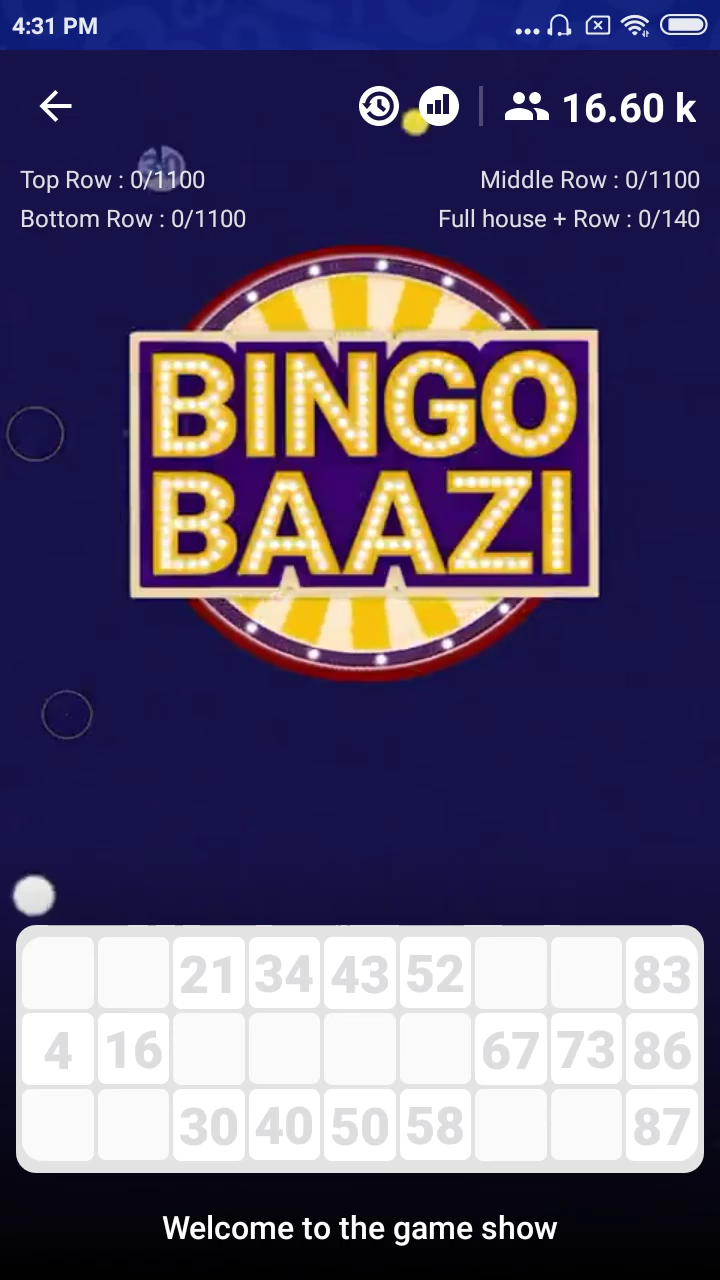 4:31 PM
16.60 k
Top Row : 0/1100
Middle Row : 0/1100
Bottom Row : 0/1100
Full house + Row : 0/140
BINGO
BAAZI
21 34 43 52 83
4 16 67 73 86
30 40 50 58 87
Welcome to the game show